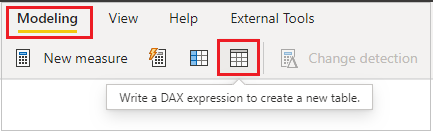 Modeling View Help External Tools
New measure Change detection
Write a DAX expression to create a new table.